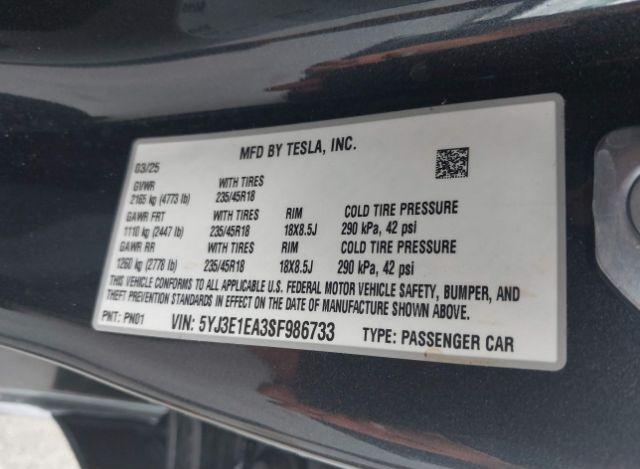 MFD BY TESLA, INC.
03/25
GVWR WITH TIRES
2165 kg (4773 lb) 235/45R18
GAWR FRT WITH TIRES RIM COLD TIRE PRESSURE
1110 kg (2447 lb) 235/45R18 18X8.5J 290 kPa, 42 psi
GAWR RR WITH TIRES RIM COLD TIRE PRESSURE
1260 kg (2778 lb) 235/45R18 18X8.5J 290 kPa, 42 psi
THIS VEHICLE CONFORMS TO ALL APPLICABLE U.S. FEDERAL MOTOR VEHICLE SAFETY, BUMPER, AND
THEFT PREVENTION STANDARDS IN EFFECT ON THE DATE OF MANUFACTURE SHOWN ABOVE.
PNT: PN01 VIN: 5YJ3E1EA3SF986733 TYPE: PASSENGER CAR